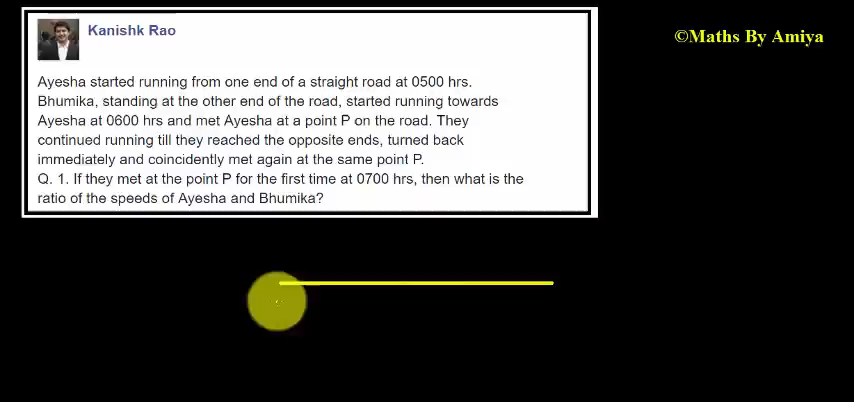 Kanishk Rao
©Maths By Amiya
Ayesha started running from one end of a straight road at 0500 hrs.
Bhumika, standing at the other end of the road, started running towards
Ayesha at 0600 hrs and met Ayesha at a point P on the road. They
continued running till they reached the opposite ends, turned back
immediately and coincidently met again at the same point P.
Q. 1. If they met at the point P for the first time at 0700 hrs, then what is the
ratio of the speeds of Ayesha and Bhumika?